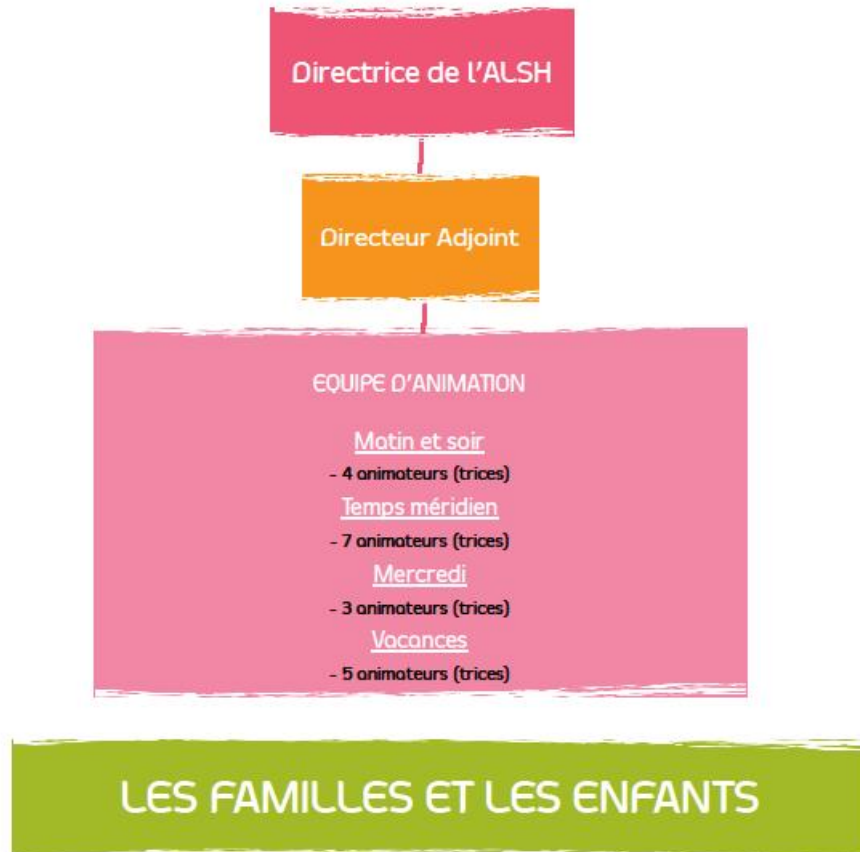 Directrice de l'ALSH
Directeur Adjoint
EQUIPE D'ANIMATION
Matin et soir
- 4 animateurs (trices)
Temps méridien
- 7 animateurs (trices)
Mercredi
- 3 animateurs (trices)
Vacances
- 5 animateurs (trices)
LES FAMILLES ET LES ENFANTS